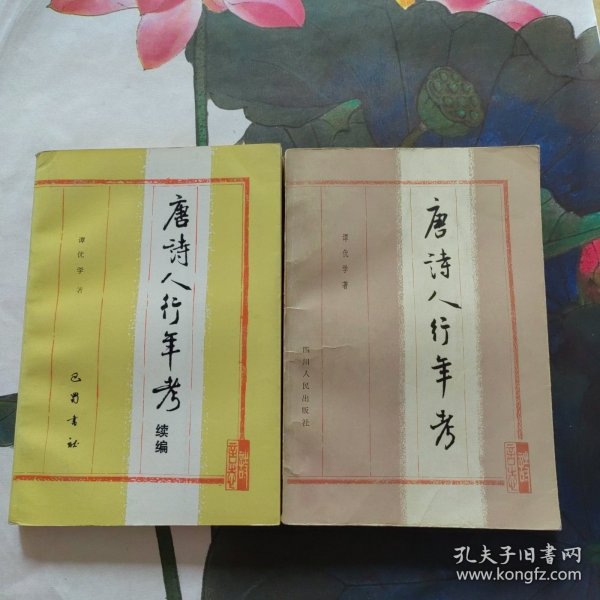 唐诗人行年考
续编
谭优学 著
巴蜀书社
唐诗人行年考
谭优学著
四川人民出版社
孔夫子旧书网
www.kongfz.com